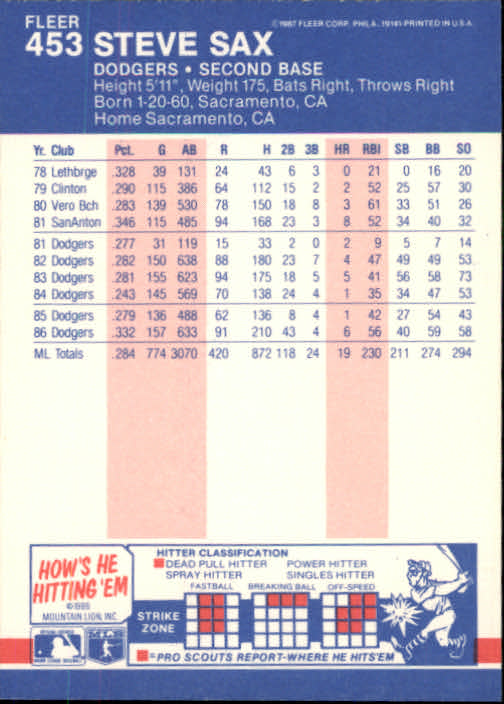 FLEER
©1987 FLEER CORP. PHILA. 19141-PRINTED IN U.S.A.
453 STEVE SAX
DODGERS • SECOND BASE
Height 5'11", Weight 175, Bats Right, Throws Right
Born 1-20-60, Sacramento, CA
Home Sacramento, CA
Yr. Club Pct. G AB R H 2B 3B HR RBI SB BB SO
78 Lethbrge .328 39 131 24 43 6 3 0 21 0 16 20
79 Clinton .290 115 386 64 112 15 2 2 52 25 57 30
80 Vero Bch .283 139 530 78 150 18 8 3 61 33 51 26
81 SanAnton .346 115 485 94 168 23 3 8 52 34 40 32
81 Dodgers .277 31 119 15 33 2 0 2 9 5 7 14
82 Dodgers .282 150 638 88 180 23 7 4 47 49 49 53
83 Dodgers .281 155 623 94 175 18 5 5 41 56 58 73
84 Dodgers .243 145 569 70 138 24 4 1 35 34 47 53
85 Dodgers .279 136 488 62 136 8 4 1 42 27 54 43
86 Dodgers .332 157 633 91 210 43 4 6 56 40 59 58
ML Totals .284 774 3070 420 872 118 24 19 230 211 274 294
HOW'S HE
HITTING 'EM
©1986
MOUNTAIN LION, INC
HITTER CLASSIFICATION
DEAD PULL HITTER POWER HITTER
SPRAY HITTER SINGLES HITTER
FASTBALL BREAKING BALL OFF-SPEED
STRIKE
ZONE
=PRO SCOUTS REPORT-WHERE HE HITS'EM